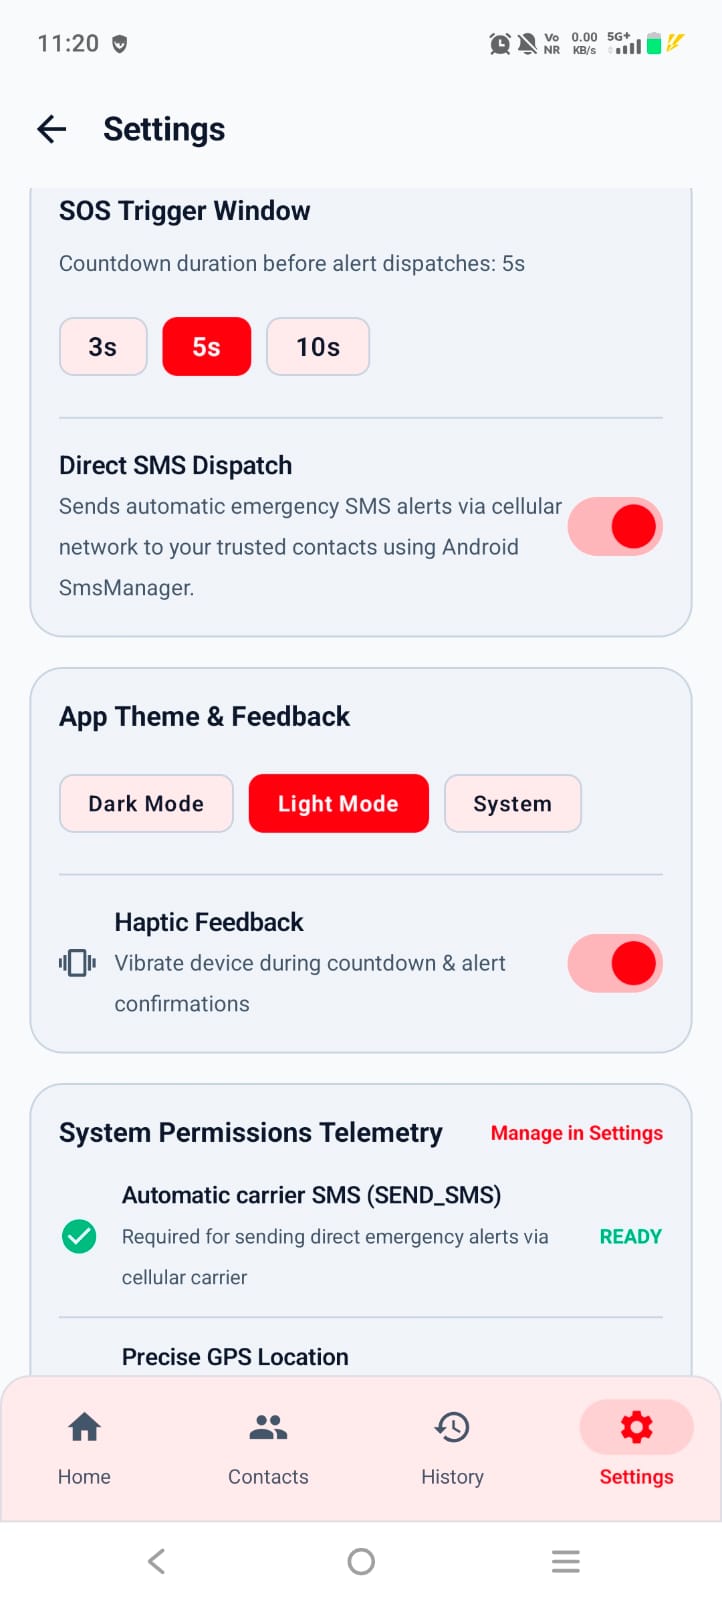 11:20
Vo NR 0.00 KB/s 5G+
Settings
SOS Trigger Window
Countdown duration before alert dispatches: 5s
3s 5s 10s
Direct SMS Dispatch
Sends automatic emergency SMS alerts via cellular
network to your trusted contacts using Android
SmsManager.
App Theme & Feedback
Dark Mode Light Mode System
Haptic Feedback
Vibrate device during countdown & alert
confirmations
System Permissions Telemetry Manage in Settings
Automatic carrier SMS (SEND_SMS)
Required for sending direct emergency alerts via
cellular carrier
READY
Precise GPS Location
Home Contacts History Settings